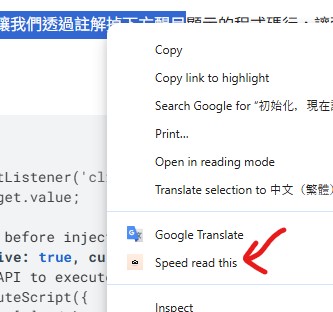 讓我們透過註解掉下方醒目顯示的程式碼行，讓
Copy
Copy link to highlight
Search Google for "初始化，現在
Print...
Open in reading mode
Translate selection to 中文（繁體）
tListener('cl
get.value;
Google Translate
before inject
Speed read this
ive: true, cu
API to execute
uteScript({
Inspect